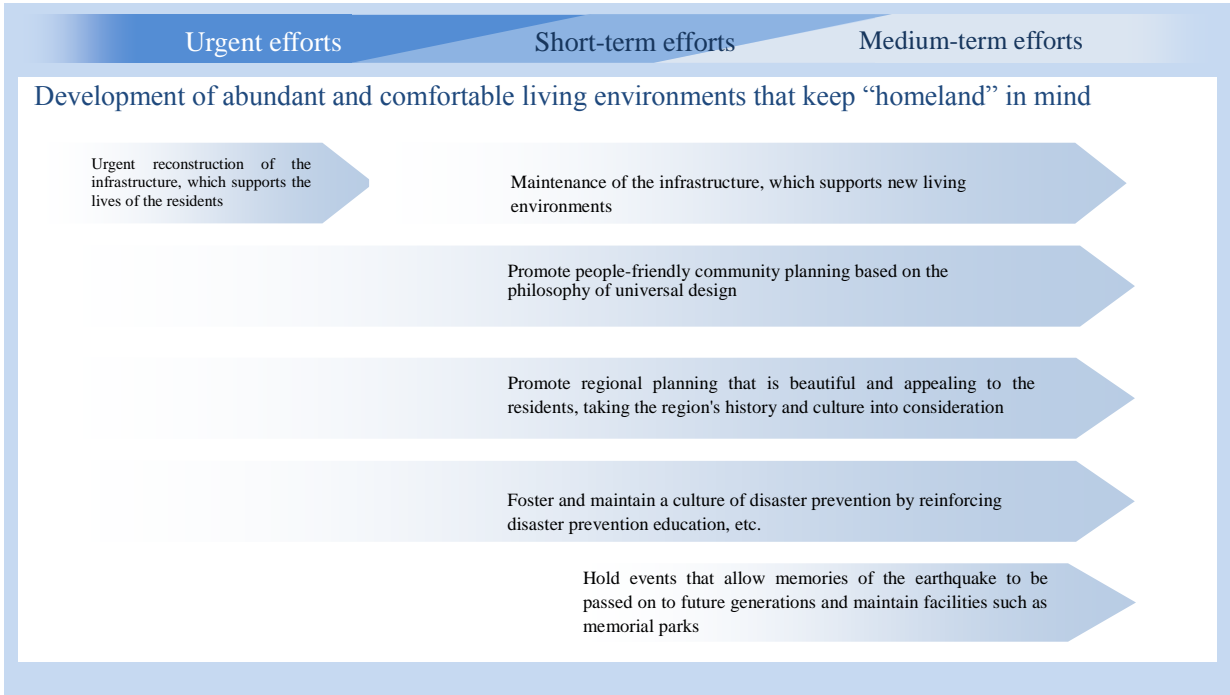 Urgent efforts
Short-term efforts
Medium-term efforts
Development of abundant and comfortable living environments that keep “homeland” in mind
Urgent reconstruction of the
infrastructure, which supports the
lives of the residents
Maintenance of the infrastructure, which supports new living
environments
Promote people-friendly community planning based on the
philosophy of universal design
Promote regional planning that is beautiful and appealing to the
residents, taking the region's history and culture into consideration
Foster and maintain a culture of disaster prevention by reinforcing
disaster prevention education, etc.
Hold events that allow memories of the earthquake to be
passed on to future generations and maintain facilities such as
memorial parks